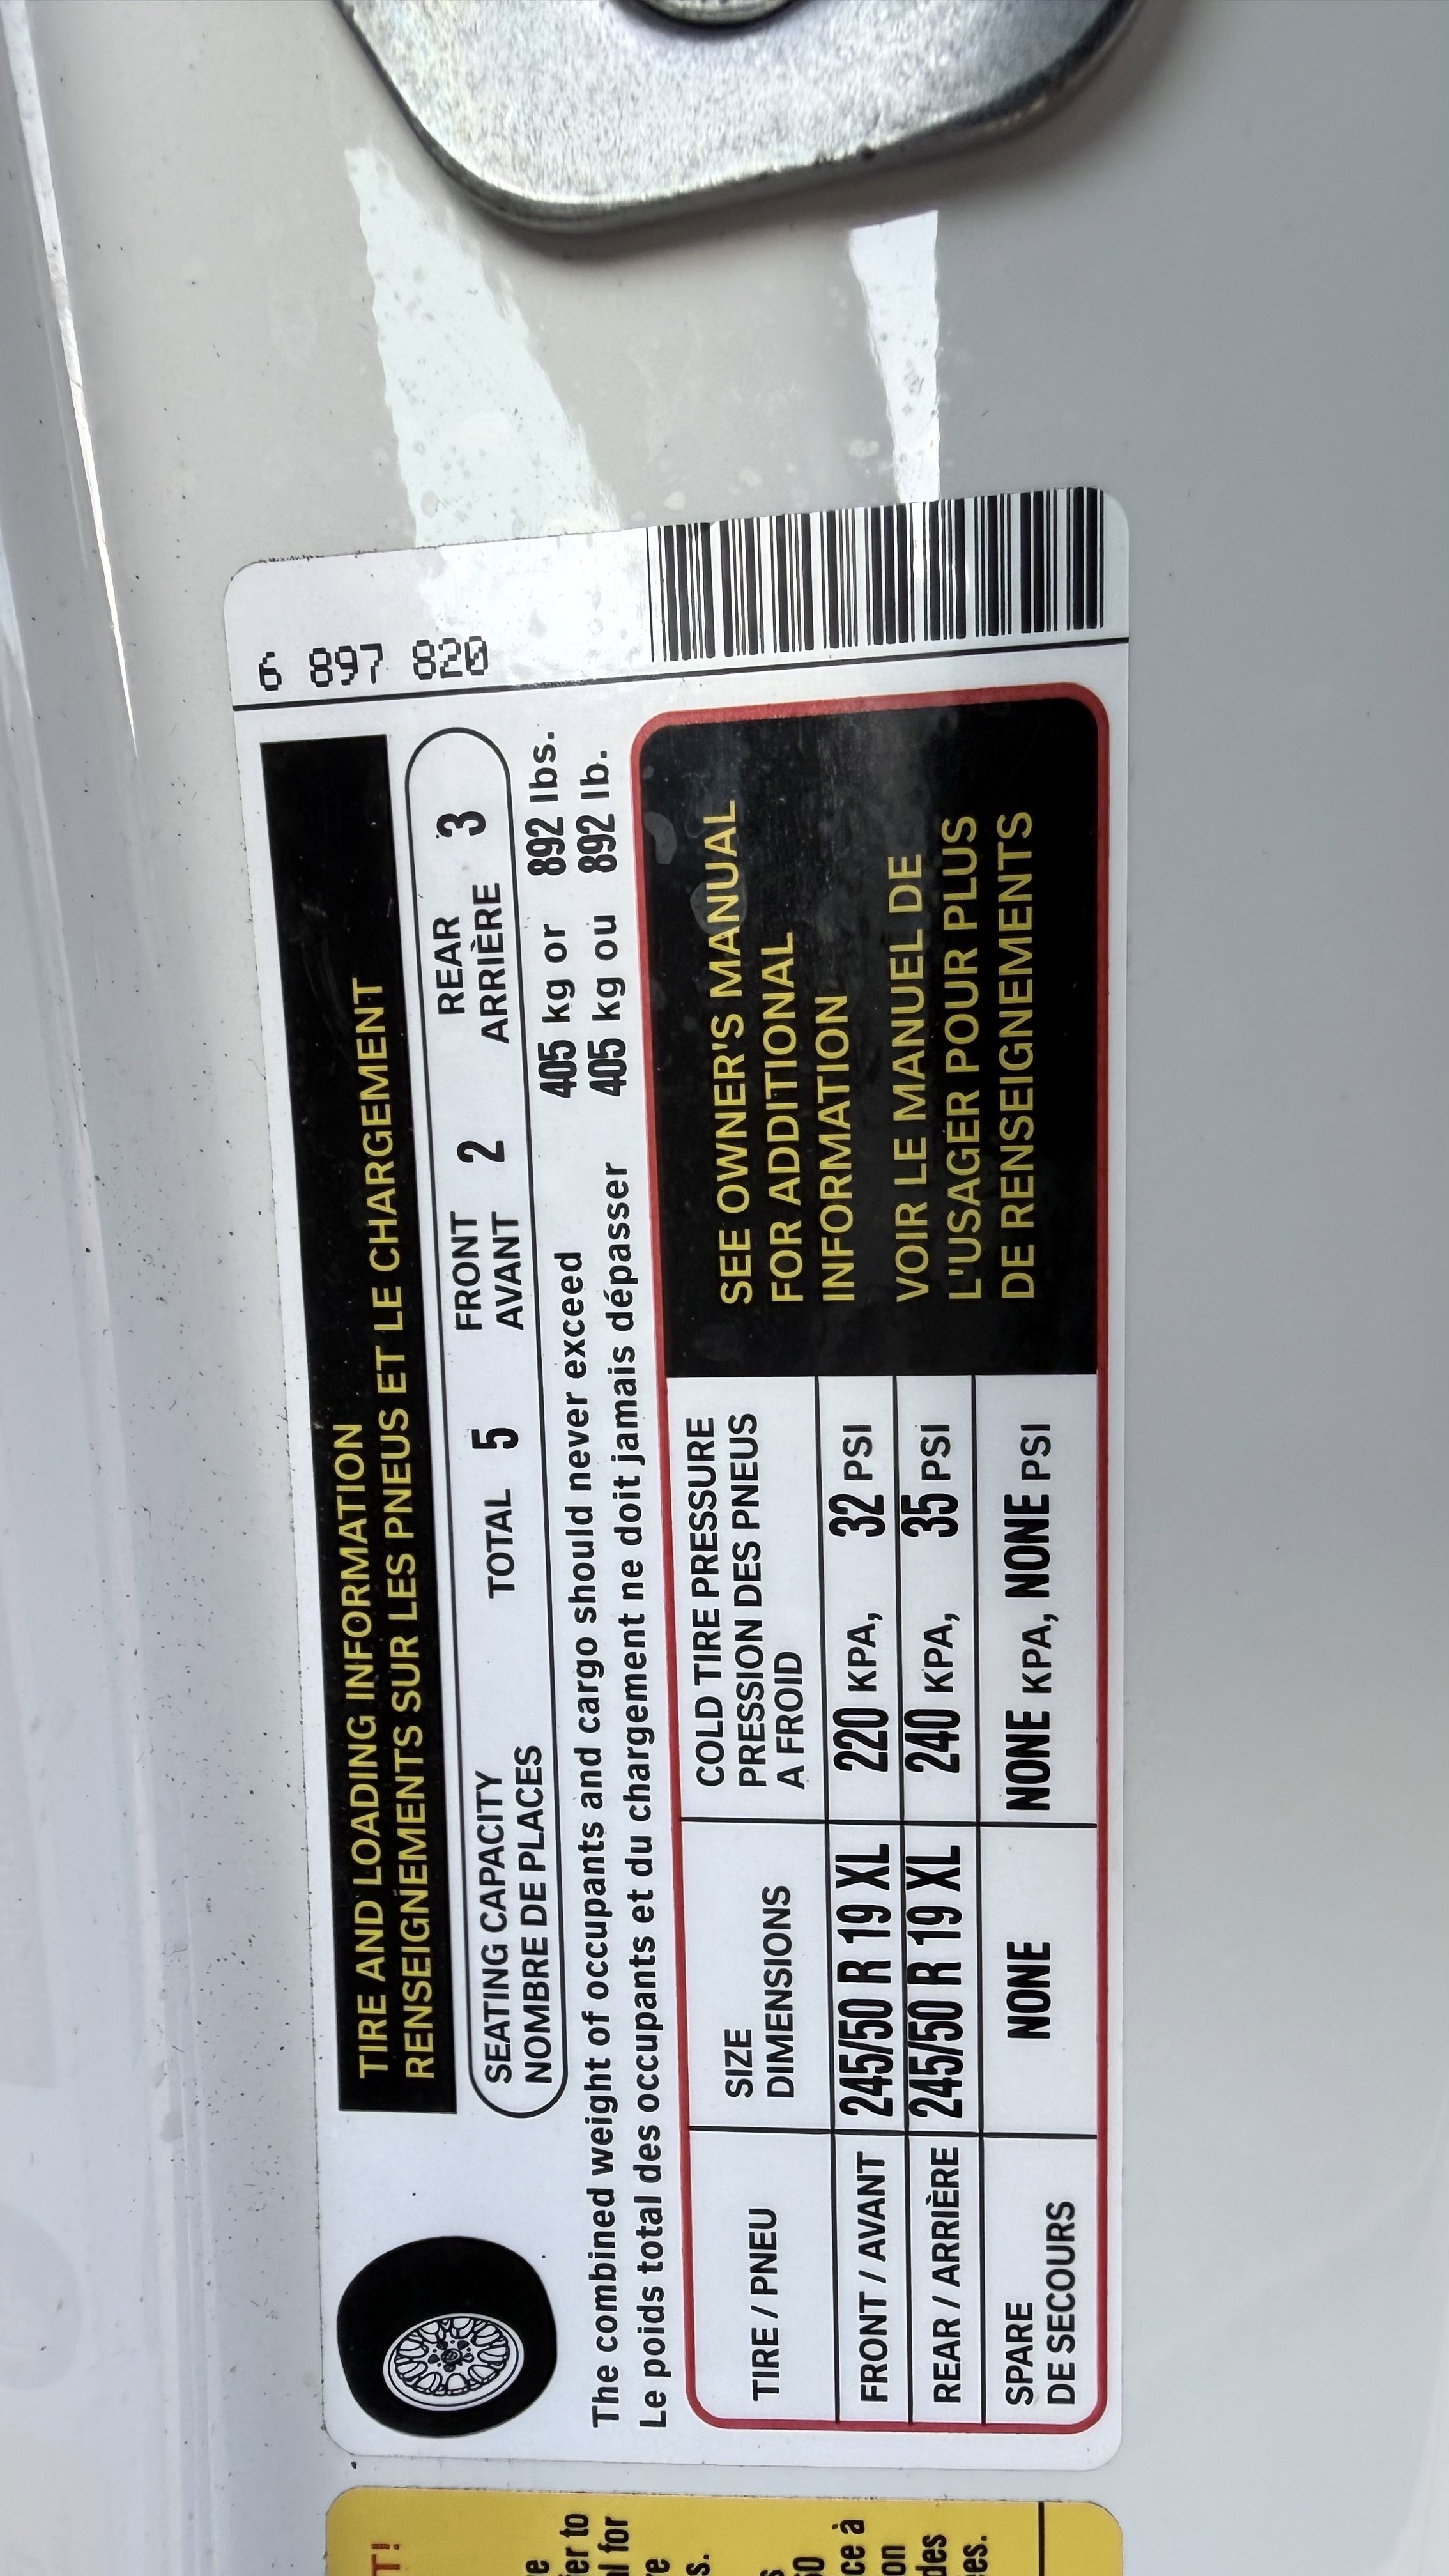 TIRE AND LOADING INFORMATION
RENSEIGNEMENTS SUR LES PNEUS ET LE CHARGEMENT
6 897 820
SEATING CAPACITY TOTAL 5 FRONT 2 REAR 3
NOMBRE DE PLACES AVANT ARRIÈRE
The combined weight of occupants and cargo should never exceed 405 kg or 892 lbs.
Le poids total des occupants et du chargement ne doit jamais dépasser 405 kg ou 892 lb.
TIRE / PNEU
SIZE
DIMENSIONS
COLD TIRE PRESSURE
PRESSION DES PNEUS
A FROID
FRONT / AVANT 245/50 R 19 XL 220 KPA, 32 PSI
REAR / ARRIÈRE 245/50 R 19 XL 240 KPA, 35 PSI
SPARE
DE SECOURS
NONE NONE KPA, NONE PSI
SEE OWNER'S MANUAL
FOR ADDITIONAL
INFORMATION
VOIR LE MANUEL DE
L'USAGER POUR PLUS
DE RENSEIGNEMENTS